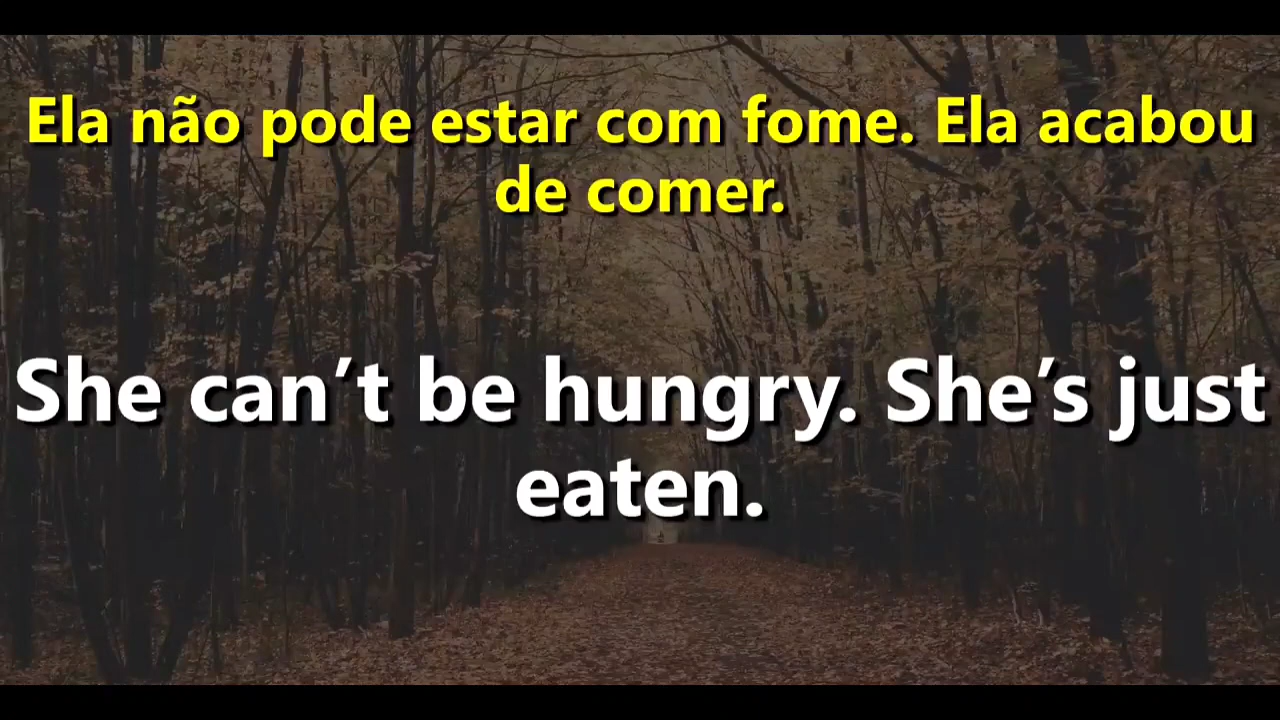 Ela não pode estar com fome. Ela acabou
de comer.
She can’t be hungry. She’s just
eaten.